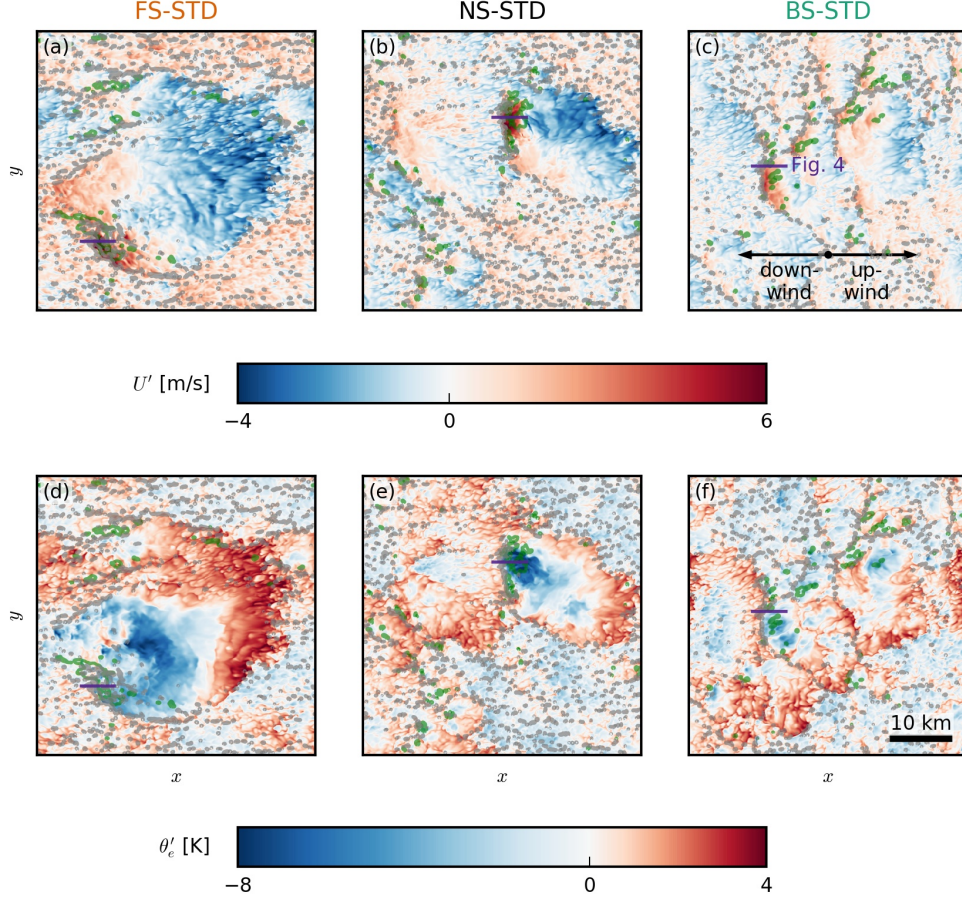 FS-STD
NS-STD
BS-STD
(a)
(b)
(c)
y
Fig. 4
down-
wind
up-
wind
U′ [m/s]
−4
0
6
(d)
(e)
(f)
y
10 km
x
x
x
θ′e [K]
−8
0
4